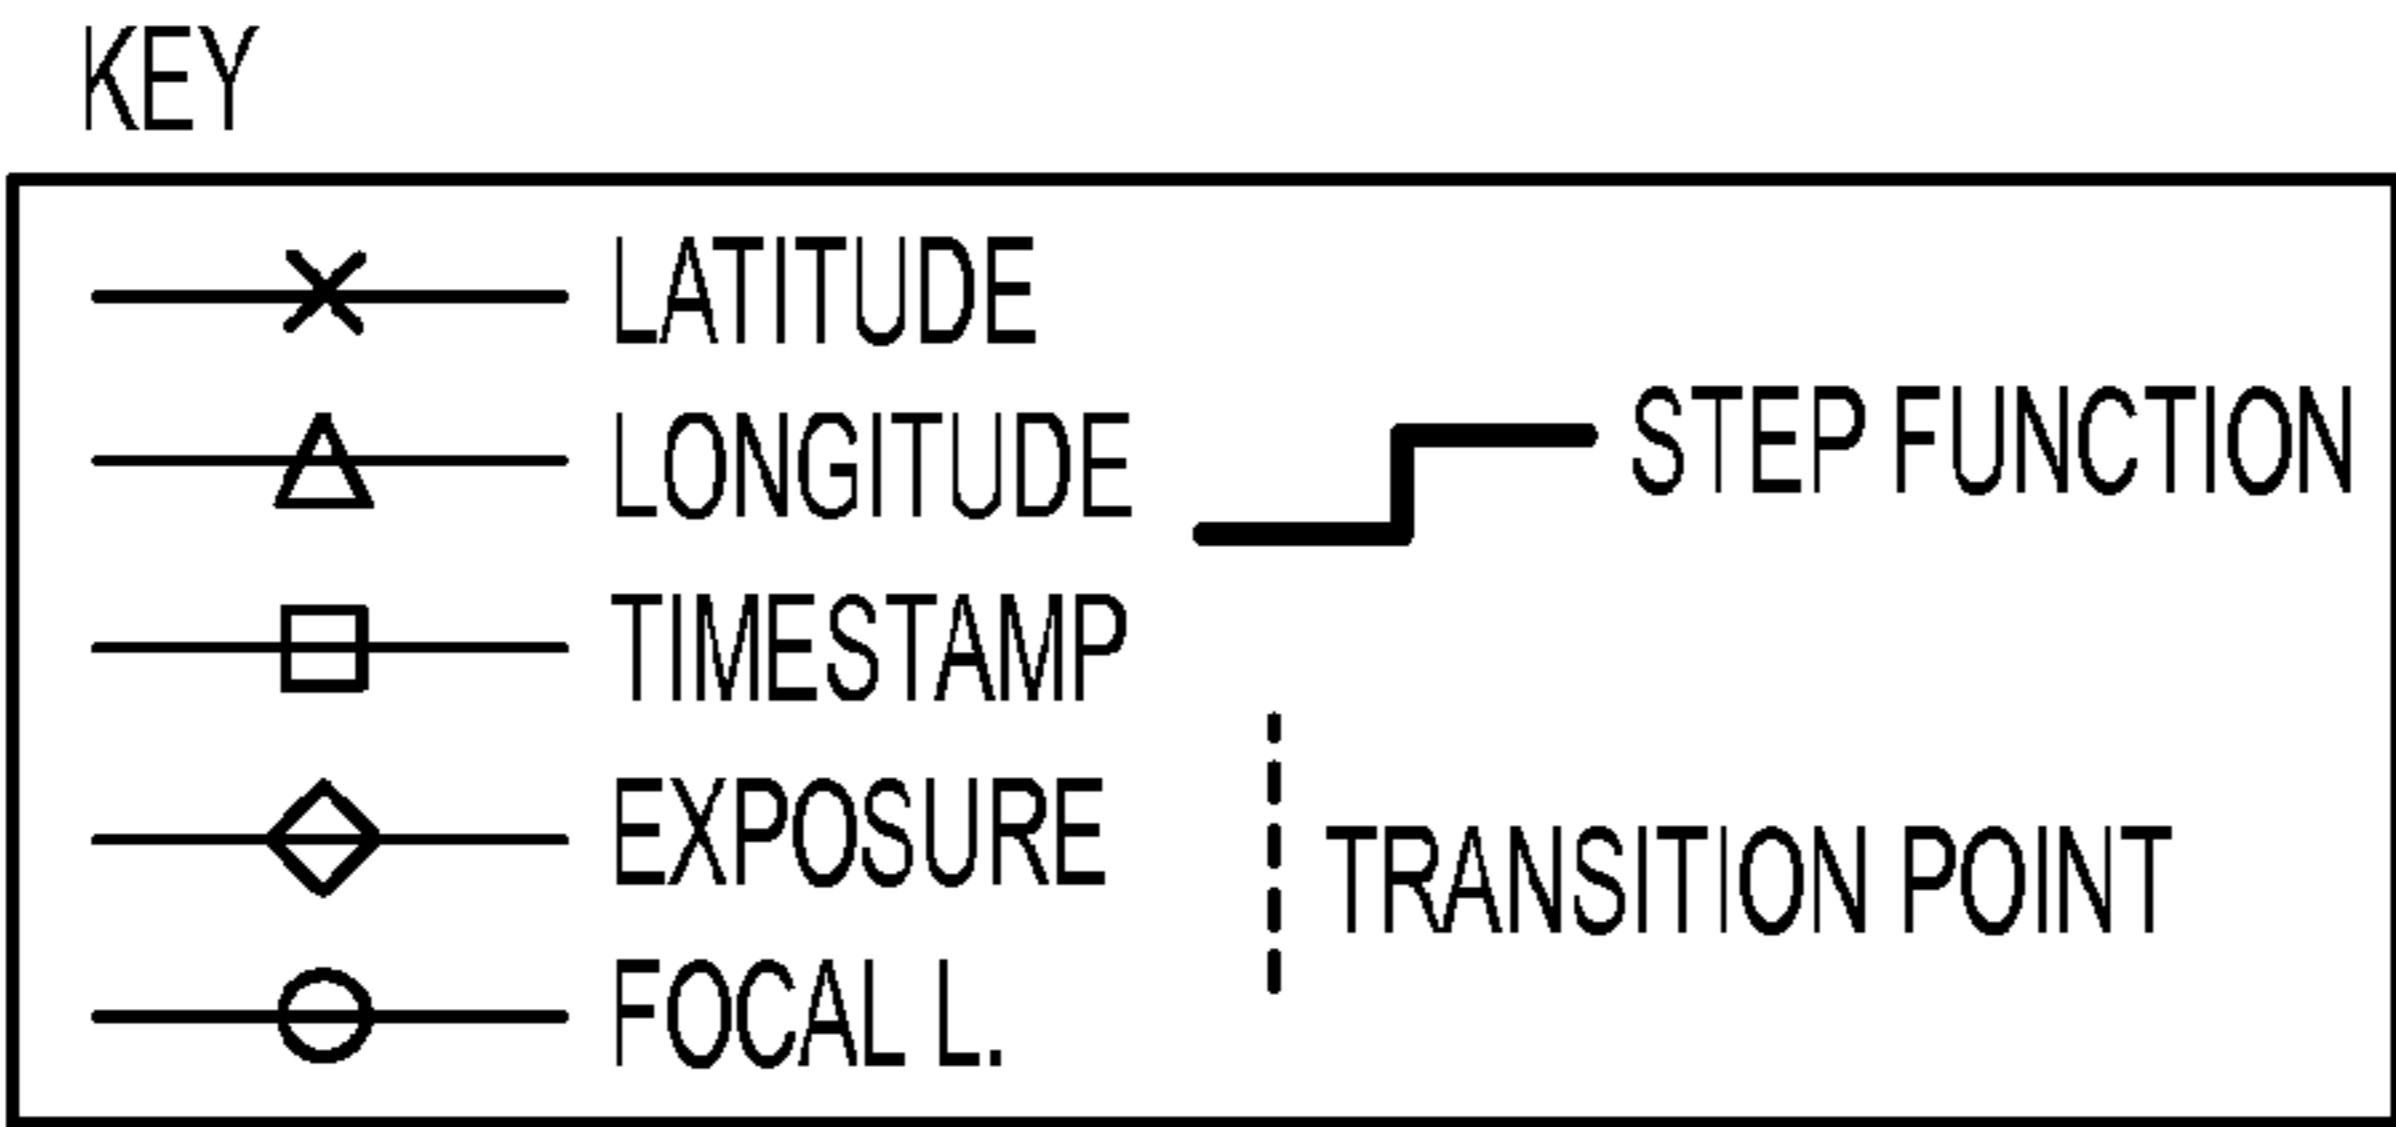 KEY
LATITUDE
LONGITUDE
TIMESTAMP
EXPOSURE
FOCAL L.
STEP FUNCTION
TRANSITION POINT